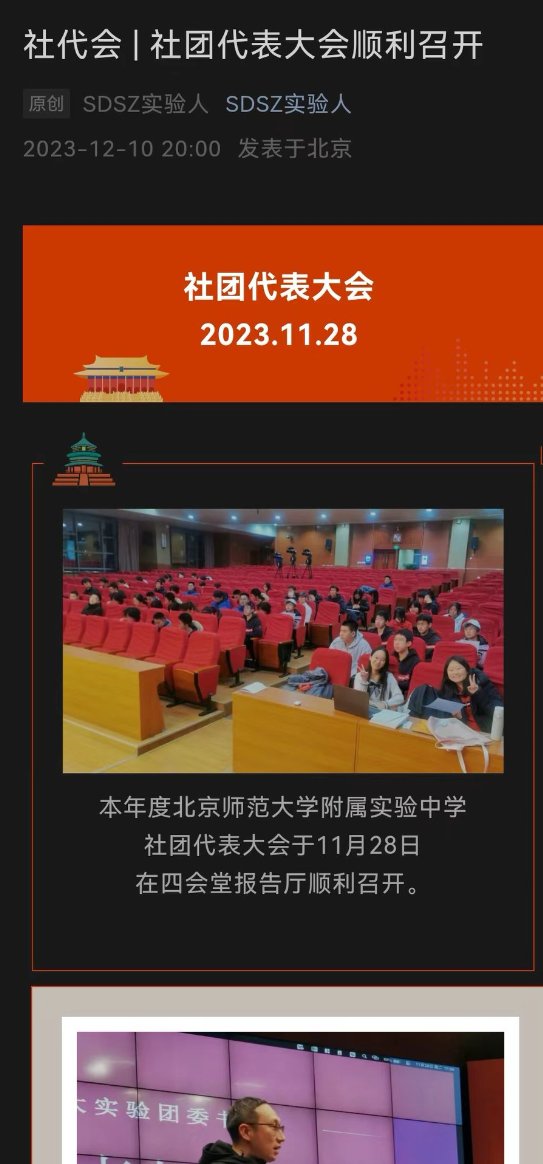 社代会 | 社团代表大会顺利召开
原创 SDSZ实验人 SDSZ实验人
2023-12-10 20:00 发表于北京
社团代表大会
2023.11.28
本年度北京师范大学附属实验中学
社团代表大会于11月28日
在四会堂报告厅顺利召开。
实验团委